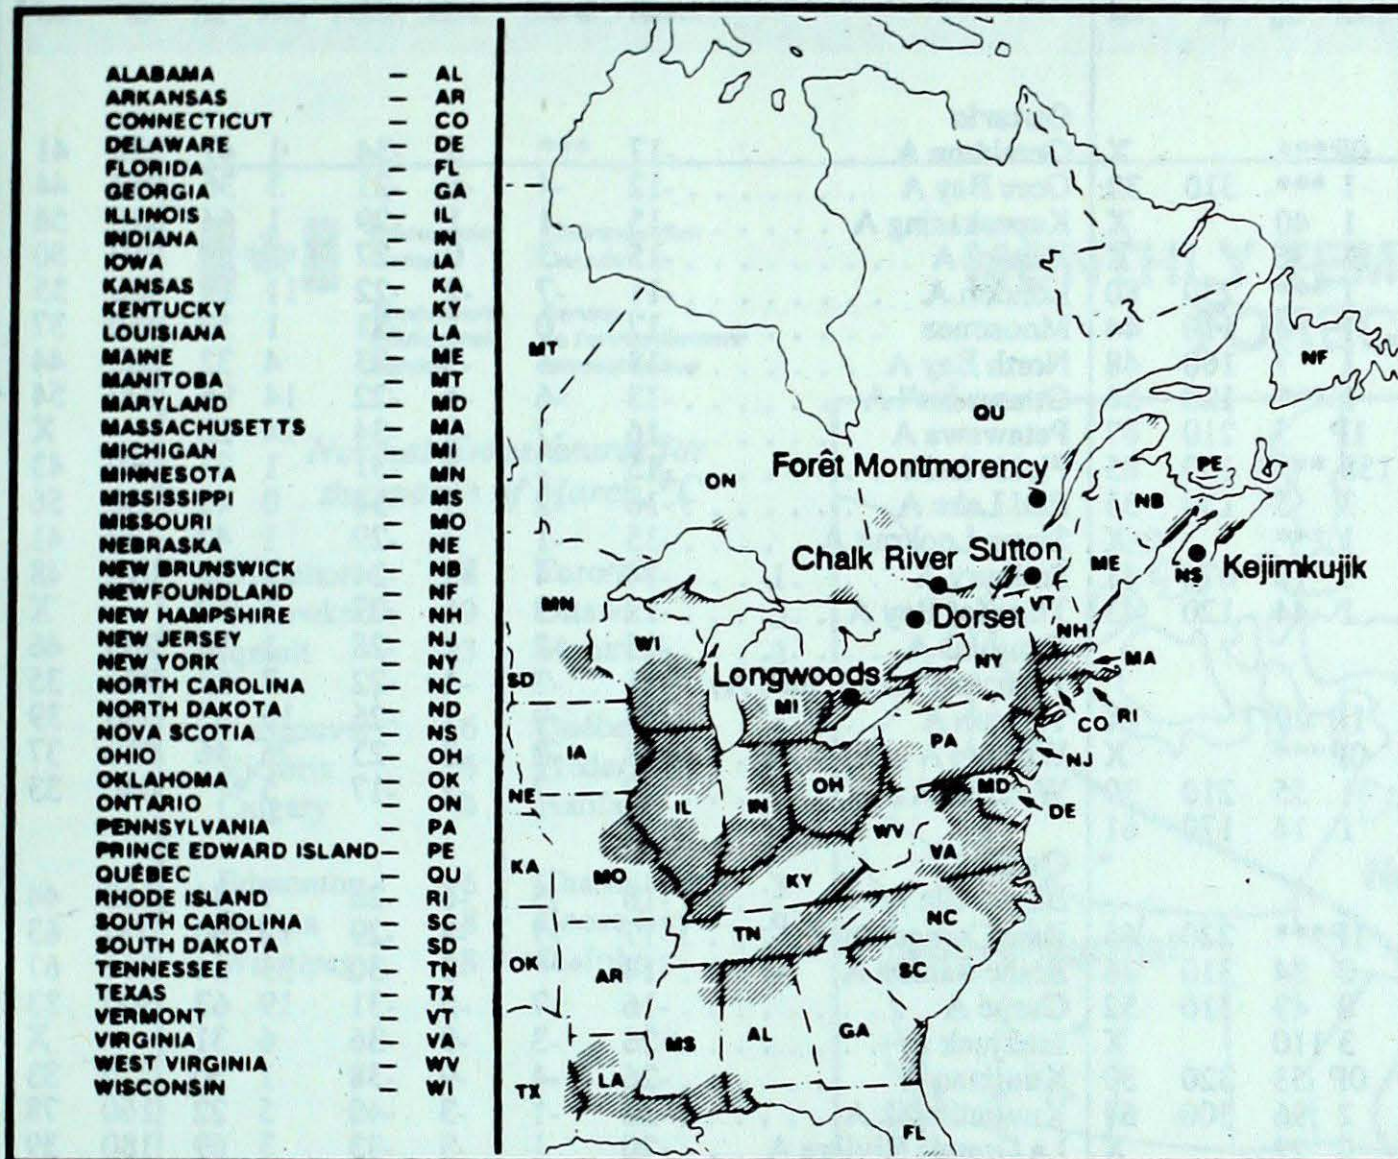 ALABAMA — AL
ARKANSAS — AR
CONNECTICUT — CO
DELAWARE — DE
FLORIDA — FL
GEORGIA — GA
ILLINOIS — IL
INDIANA — IN
IOWA — IA
KANSAS — KA
KENTUCKY — KY
LOUISIANA — LA
MAINE — ME
MANITOBA — MT
MARYLAND — MD
MASSACHUSETTS — MA
MICHIGAN — MI
MINNESOTA — MN
MISSISSIPPI — MS
MISSOURI — MO
NEBRASKA — NE
NEW BRUNSWICK — NB
NEWFOUNDLAND — NF
NEW HAMPSHIRE — NH
NEW JERSEY — NJ
NEW YORK — NY
NORTH CAROLINA — NC
NORTH DAKOTA — ND
NOVA SCOTIA — NS
OHIO — OH
OKLAHOMA — OK
ONTARIO — ON
PENNSYLVANIA — PA
PRINCE EDWARD ISLAND — PE
QUÉBEC — QU
RHODE ISLAND — RI
SOUTH CAROLINA — SC
SOUTH DAKOTA — SD
TENNESSEE — TN
TEXAS — TX
VERMONT — VT
VIRGINIA — VA
WEST VIRGINIA — WV
WISCONSIN — WI
MT
NF
QU
Forêt Montmorency
PE
ON
NB
Chalk River
Sutton
ME
NS
Kejimkujik
MN
Dorset
VT
NH
WI
NY
MA
SD
Longwoods
MI
CO
RI
IA
PA
NJ
NE
IL
IN
OH
MD
DE
WV
VA
KA
MO
KY
NC
TN
OK
AR
SC
MS
AL
GA
TX
LA
FL